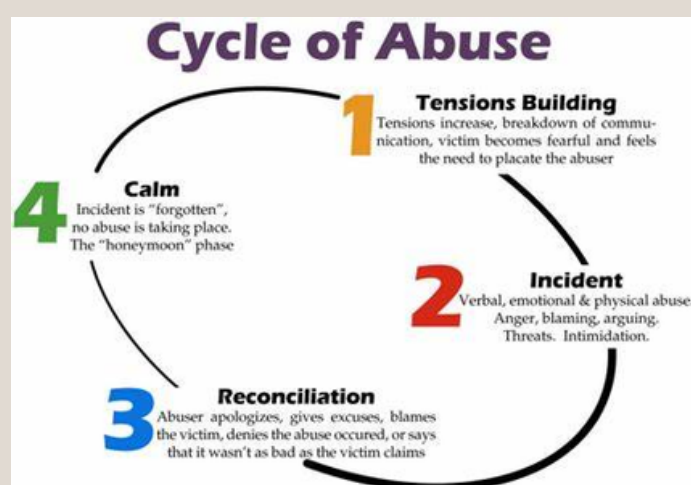 Cycle of Abuse
1
Tensions Building
Tensions increase, breakdown of commu-
nication, victim becomes fearful and feels
the need to placate the abuser
2
Incident
Verbal, emotional & physical abuse
Anger, blaming, arguing.
Threats. Intimidation.
3
Reconciliation
Abuser apologizes, gives excuses, blames
the victim, denies the abuse occured, or says
that it wasn't as bad as the victim claims
4
Calm
Incident is "forgotten",
no abuse is taking place.
The "honeymoon" phase